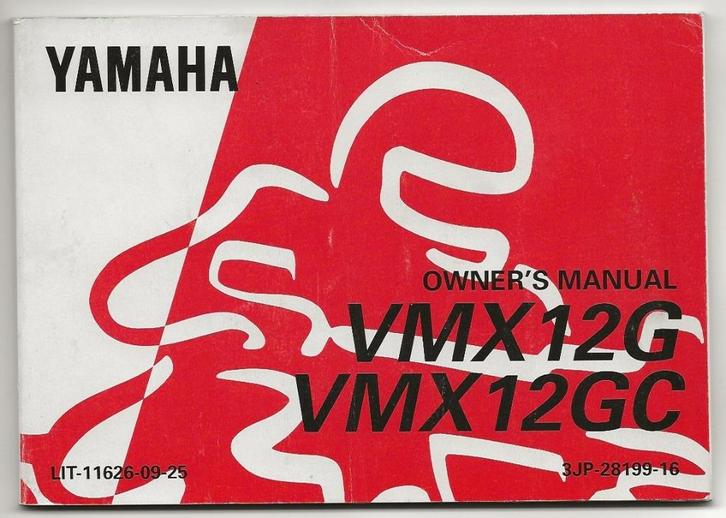 YAMAHA
OWNER'S MANUAL
VMX12G
VMX12GC
LIT-11626-09-25
3JP-28199-16